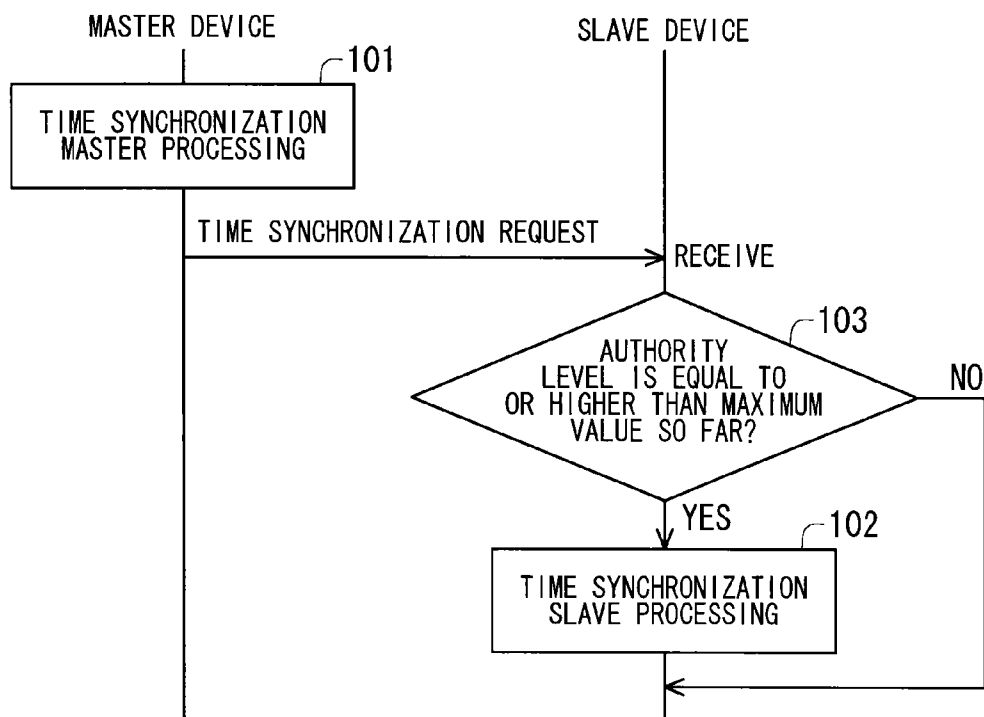 MASTER DEVICE
SLAVE DEVICE
101
TIME SYNCHRONIZATION
MASTER PROCESSING
TIME SYNCHRONIZATION REQUEST
RECEIVE
103
AUTHORITY
LEVEL IS EQUAL TO
OR HIGHER THAN MAXIMUM
VALUE SO FAR?
NO
YES
102
TIME SYNCHRONIZATION
SLAVE PROCESSING